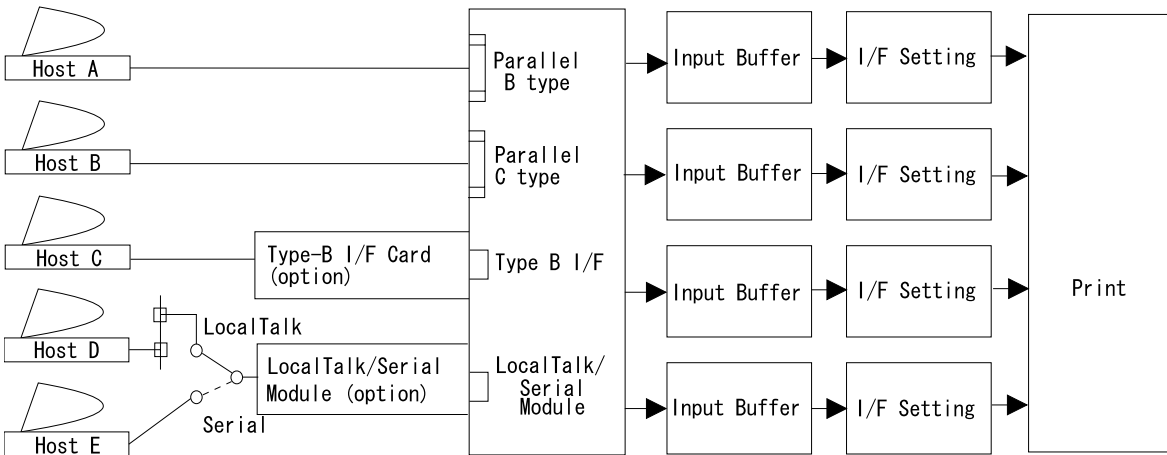 Host A
Parallel
B type
Input Buffer
I/F Setting
Host B
Parallel
C type
Input Buffer
I/F Setting
Host C
Type-B I/F Card
(option)
Type B I/F
Input Buffer
I/F Setting
Print
Host D
LocalTalk
LocalTalk/Serial
Module (option)
LocalTalk/
Serial
Module
Input Buffer
I/F Setting
Serial
Host E